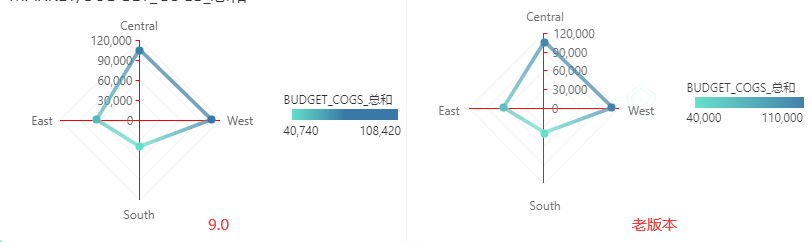 Central
120,000
90,000
60,000
30,000
0
East
West
South
BUDGET_COGS_总和
40,740
108,420
9.0
Central
120,000
90,000
60,000
30,000
0
East
West
South
BUDGET_COGS_总和
40,000
110,000
老版本